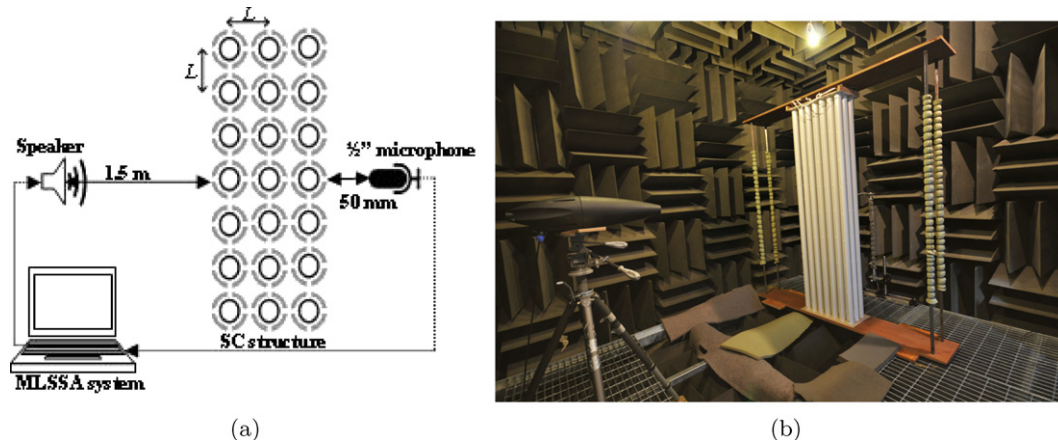 L
L
Speaker
1.5 m
½” microphone
50 mm
SC structure
MLSSA system
(a)
(b)